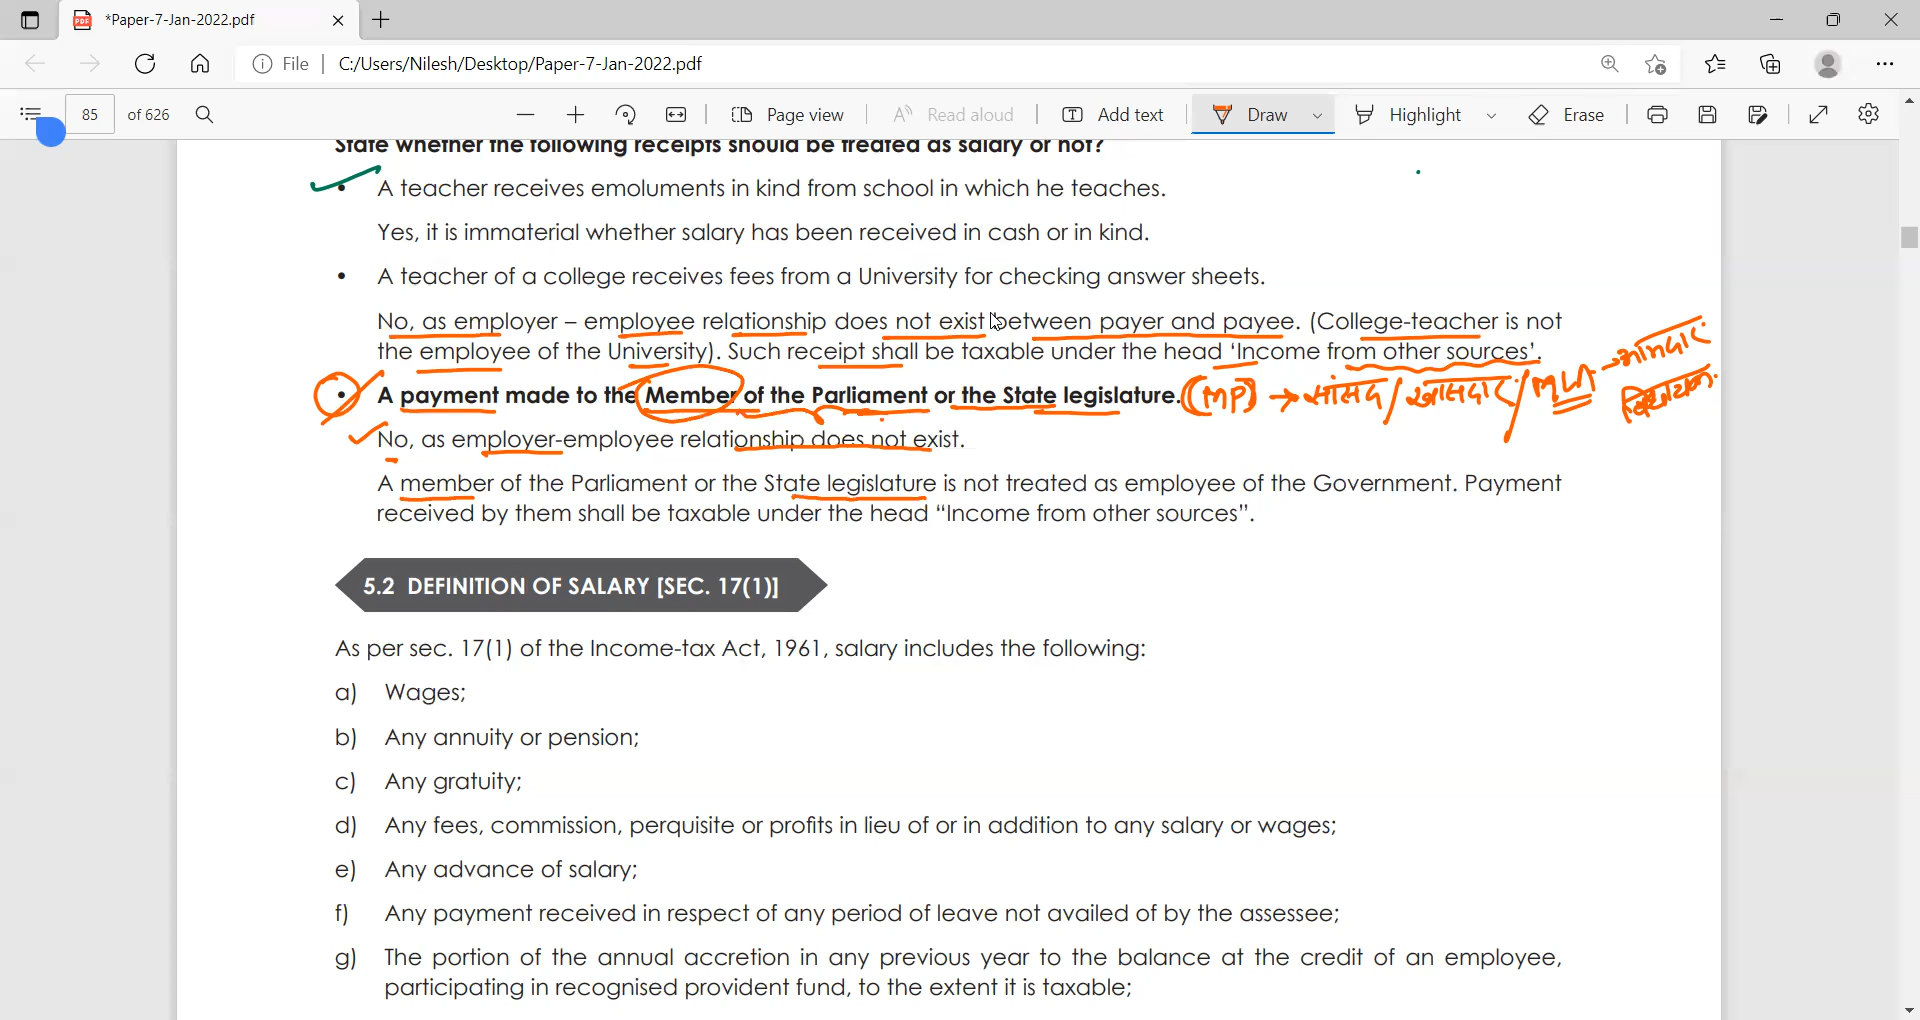 *Paper-7-Jan-2022.pdf
File C:/Users/Nilesh/Desktop/Paper-7-Jan-2022.pdf
85 of 626 Page view Read aloud Add text Draw Highlight Erase
State whether the following receipts should be treated as salary or not?
• A teacher receives emoluments in kind from school in which he teaches.
Yes, it is immaterial whether salary has been received in cash or in kind.
• A teacher of a college receives fees from a University for checking answer sheets.
No, as employer – employee relationship does not exist between payer and payee. (College-teacher is not
the employee of the University). Such receipt shall be taxable under the head ‘Income from other sources’.
• A payment made to the Member of the Parliament or the State legislature. (MP) → / / MLA
No, as employer-employee relationship does not exist.
A member of the Parliament or the State legislature is not treated as employee of the Government. Payment
received by them shall be taxable under the head “Income from other sources”.
5.2 DEFINITION OF SALARY [SEC. 17(1)]
As per sec. 17(1) of the Income-tax Act, 1961, salary includes the following:
a) Wages;
b) Any annuity or pension;
c) Any gratuity;
d) Any fees, commission, perquisite or profits in lieu of or in addition to any salary or wages;
e) Any advance of salary;
f) Any payment received in respect of any period of leave not availed of by the assessee;
g) The portion of the annual accretion in any previous year to the balance at the credit of an employee,
participating in recognised provident fund, to the extent it is taxable;